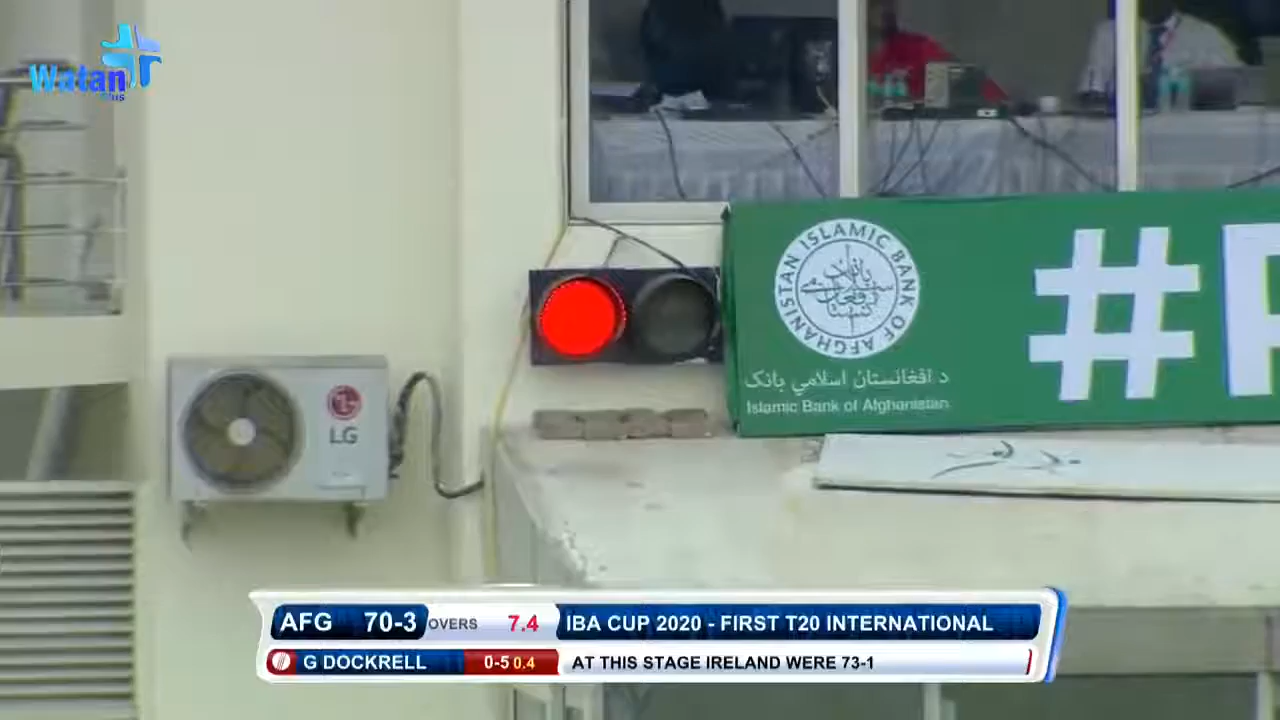 Watan
plus
ISLAMIC BANK OF AFGHANISTAN
د افغانستان اسلامي بانک
Islamic Bank of Afghanistan
#
LG
AFG 70-3 OVERS 7.4 IBA CUP 2020 - FIRST T20 INTERNATIONAL
G DOCKRELL 0-5 0.4 AT THIS STAGE IRELAND WERE 73-1